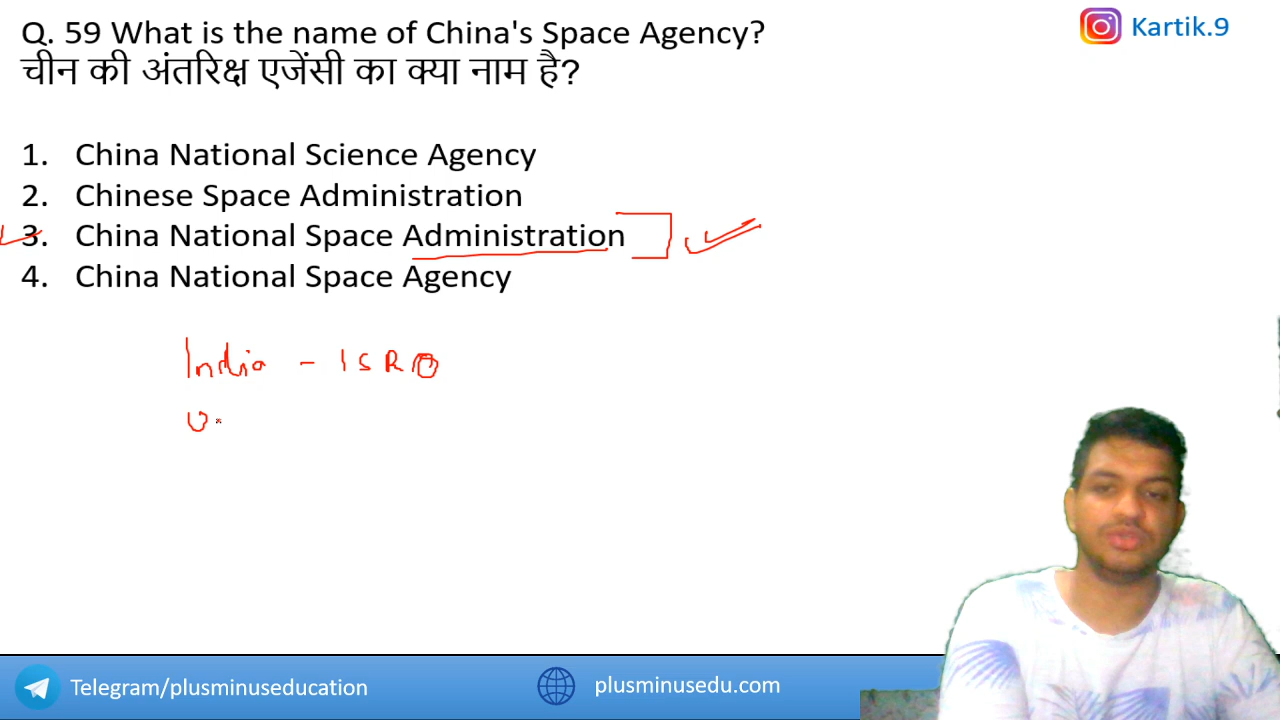 Q. 59 What is the name of China's Space Agency?
Kartik.9
चीन की अंतरिक्ष एजेंसी का क्या नाम है?
1. China National Science Agency
2. Chinese Space Administration
3. China National Space Administration
4. China National Space Agency
India - ISRO
U
Telegram/plusminuseducation
plusminusedu.com